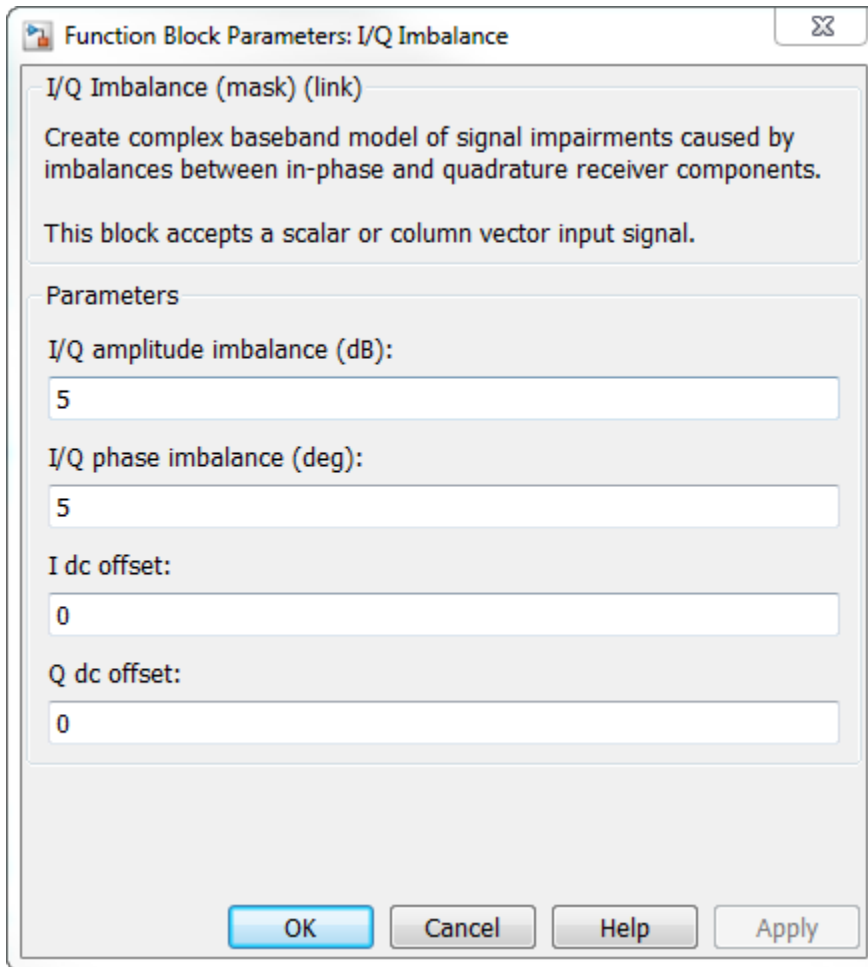 Function Block Parameters: I/Q Imbalance
I/Q Imbalance (mask) (link)
Create complex baseband model of signal impairments caused by
imbalances between in-phase and quadrature receiver components.
This block accepts a scalar or column vector input signal.
Parameters
I/Q amplitude imbalance (dB):
5
I/Q phase imbalance (deg):
5
I dc offset:
0
Q dc offset:
0
OK Cancel Help Apply